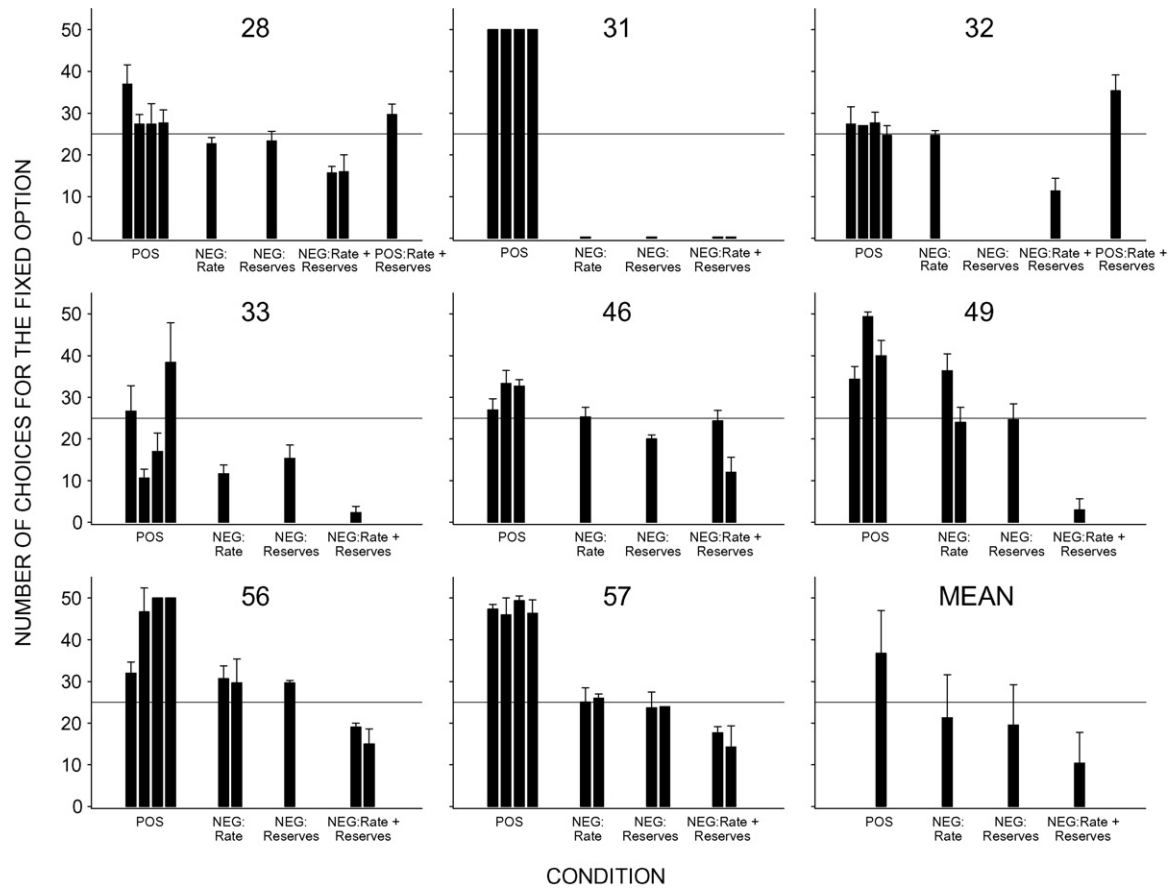 NUMBER OF CHOICES FOR THE FIXED OPTION
28
31
32
50
40
30
20
10
0
POS
NEG:
Rate
NEG:
Reserves
NEG:Rate +
Reserves
POS:Rate +
Reserves
POS
NEG:
Rate
NEG:
Reserves
NEG:Rate +
Reserves
POS
NEG:
Rate
NEG:
Reserves
NEG:Rate +
Reserves
POS:Rate +
Reserves
33
46
49
50
40
30
20
10
0
POS
NEG:
Rate
NEG:
Reserves
NEG:Rate +
Reserves
POS
NEG:
Rate
NEG:
Reserves
NEG:Rate +
Reserves
POS
NEG:
Rate
NEG:
Reserves
NEG:Rate +
Reserves
56
57
MEAN
50
40
30
20
10
0
POS
NEG:
Rate
NEG:
Reserves
NEG:Rate +
Reserves
POS
NEG:
Rate
NEG:
Reserves
NEG:Rate +
Reserves
POS
NEG:
Rate
NEG:
Reserves
NEG:Rate +
Reserves
CONDITION